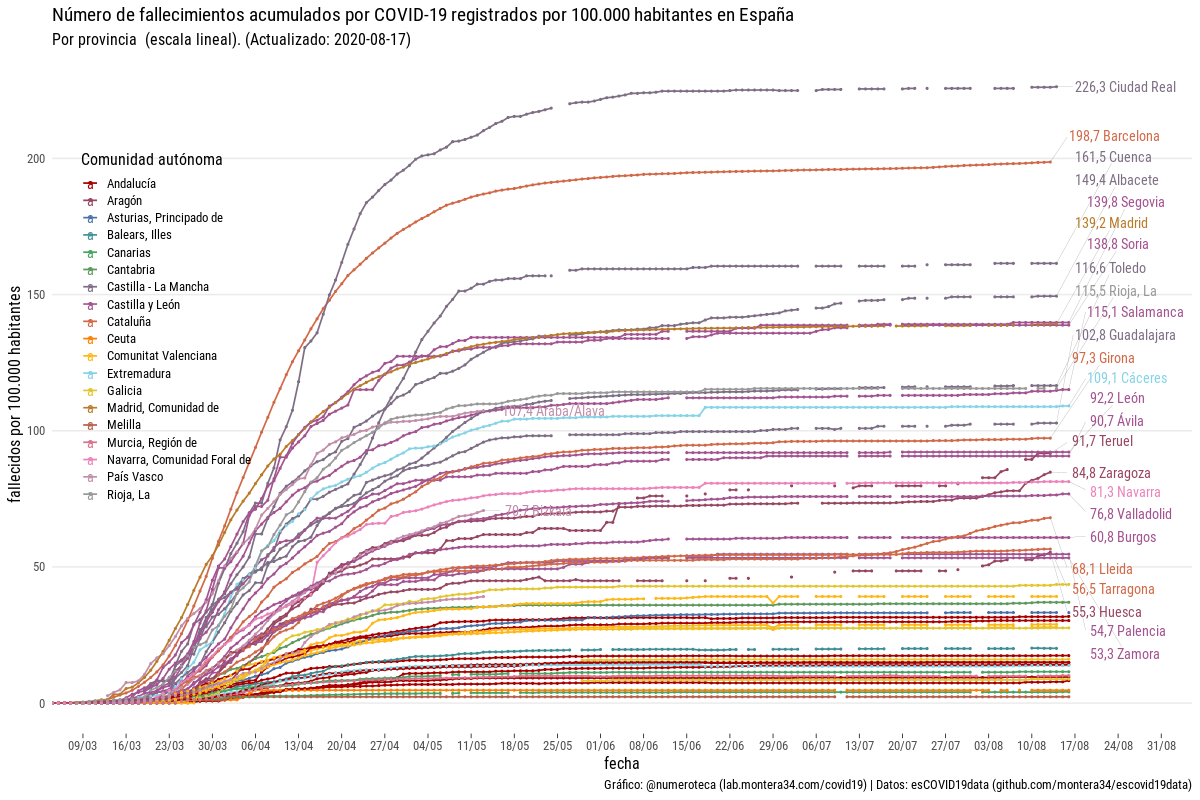 Número de fallecimientos acumulados por COVID-19 registrados por 100.000 habitantes en España
Por provincia (escala lineal). (Actualizado: 2020-08-17)
fallecidos por 100.000 habitantes
200
150
100
50
0
Comunidad autónoma
Andalucía
Aragón
Asturias, Principado de
Balears, Illes
Canarias
Cantabria
Castilla - La Mancha
Castilla y León
Cataluña
Ceuta
Comunitat Valenciana
Extremadura
Galicia
Madrid, Comunidad de
Melilla
Murcia, Región de
Navarra, Comunidad Foral de
País Vasco
Rioja, La
107,4 Araba/Álava
70,7 Bizkaia
226,3 Ciudad Real
198,7 Barcelona
161,5 Cuenca
149,4 Albacete
139,8 Segovia
139,2 Madrid
138,8 Soria
116,6 Toledo
115,5 Rioja, La
115,1 Salamanca
102,8 Guadalajara
97,3 Girona
109,1 Cáceres
92,2 León
90,7 Ávila
91,7 Teruel
84,8 Zaragoza
81,3 Navarra
76,8 Valladolid
60,8 Burgos
68,1 Lleida
56,5 Tarragona
55,3 Huesca
54,7 Palencia
53,3 Zamora
09/03 16/03 23/03 30/03 06/04 13/04 20/04 27/04 04/05 11/05 18/05 25/05 01/06 08/06 15/06 22/06 29/06 06/07 13/07 20/07 27/07 03/08 10/08 17/08 24/08 31/08
fecha
Gráfico: @numeroteca (lab.montera34.com/covid19) | Datos: esCOVID19data (github.com/montera34/escovid19data)